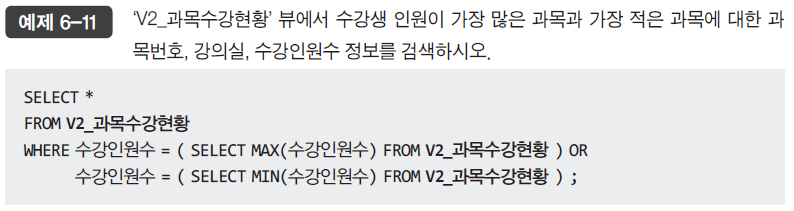 예제 6-11 'V2_과목수강현황' 뷰에서 수강생 인원이 가장 많은 과목과 가장 적은 과목에 대한 과
목번호, 강의실, 수강인원수 정보를 검색하시오.
SELECT *
FROM V2_과목수강현황
WHERE 수강인원수 = ( SELECT MAX(수강인원수) FROM V2_과목수강현황 ) OR
수강인원수 = ( SELECT MIN(수강인원수) FROM V2_과목수강현황 ) ;